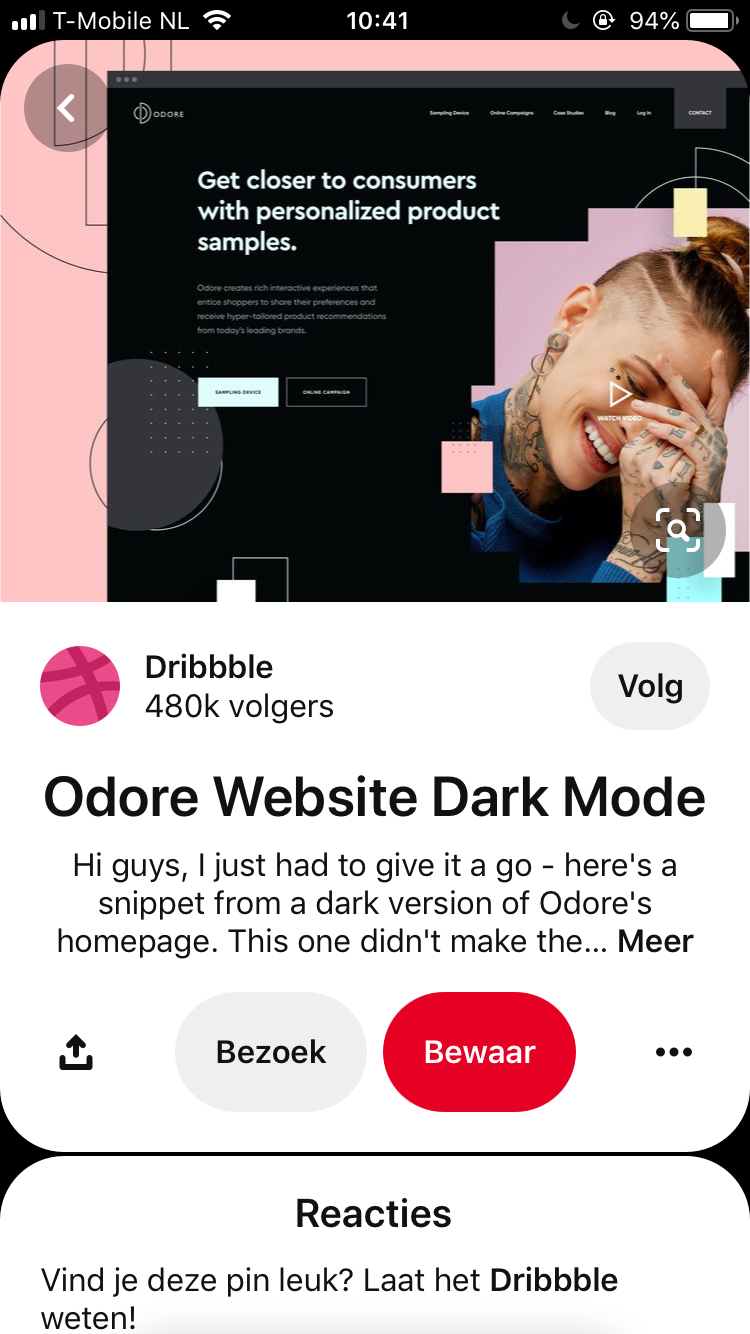 T-Mobile NL
10:41
94%
ODORE
Sampling Device
Online Campaigns
Case Studies
Blog
Log In
CONTACT
Get closer to consumers
with personalized product
samples.
Odore creates rich interactive experiences that
entice shoppers to share their preferences and
receive hyper-tailored product recommendations
from today's leading brands.
SAMPLING DEVICE
ONLINE CAMPAIGN
WATCH VIDEO
Dribbble
480k volgers
Volg
Odore Website Dark Mode
Hi guys, I just had to give it a go - here's a
snippet from a dark version of Odore's
homepage. This one didn't make the... Meer
Bezoek
Bewaar
Reacties
Vind je deze pin leuk? Laat het Dribbble
weten!